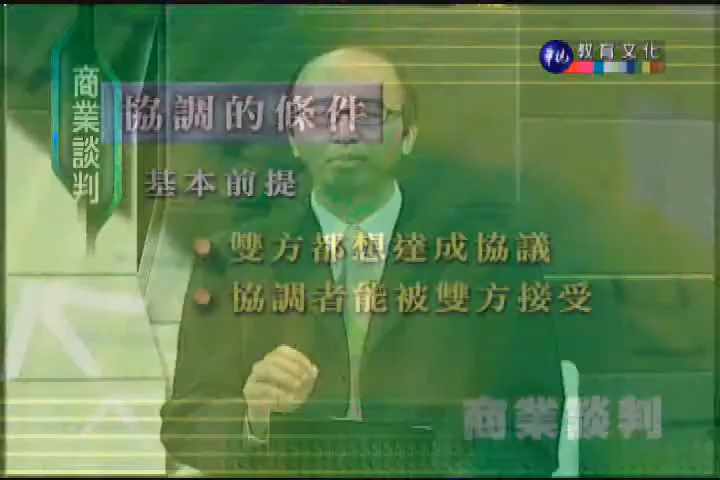 華視
教育文化
商業談判
協調的條件
基本前提
雙方都想達成協議
協調者能被雙方接受
商業談判